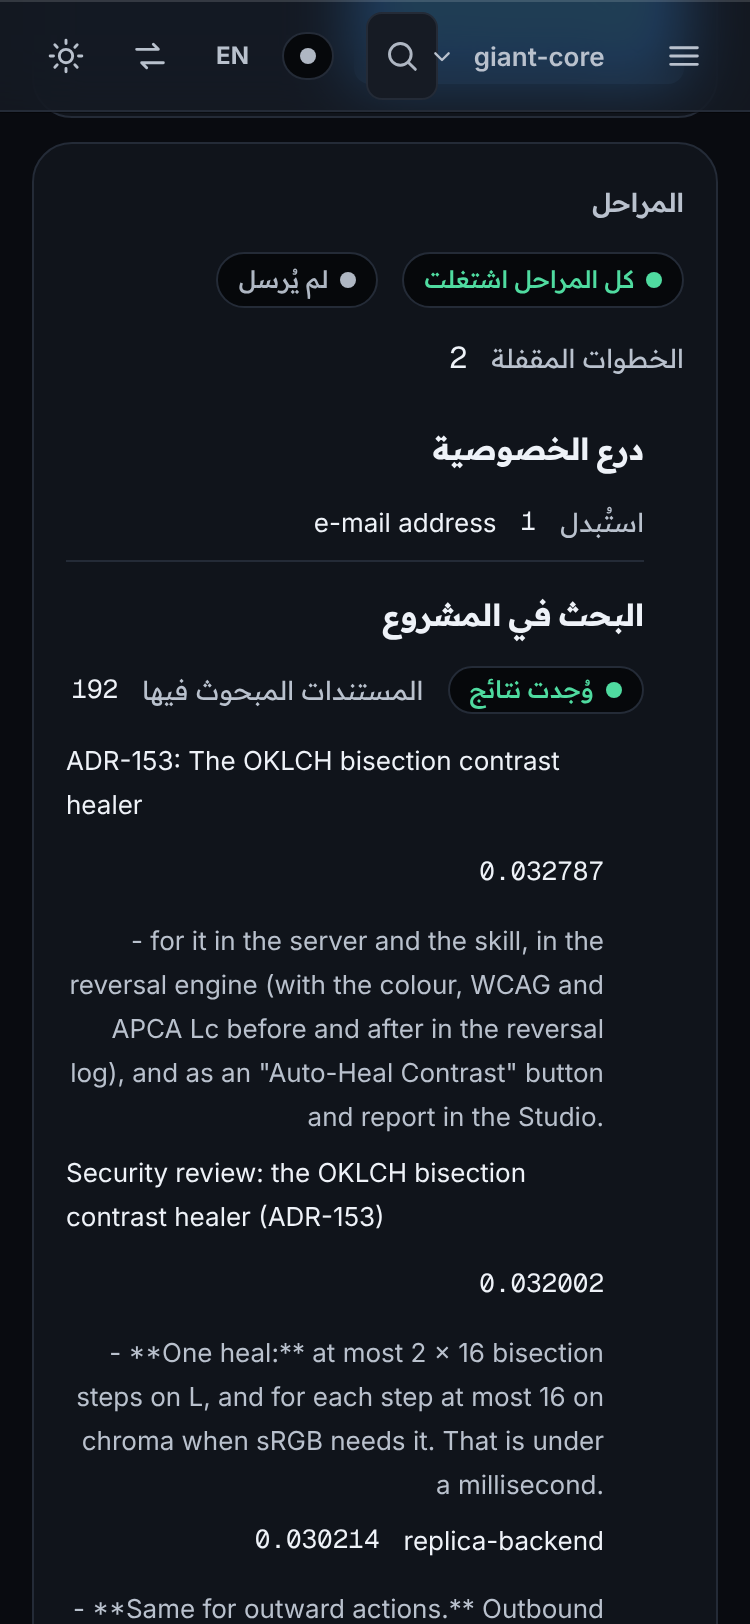 EN
giant-core
المراحل
كل المراحل اشتغلت
لم يُرسل
الخطوات المقفلة 2
درع الخصوصية
استُبدل 1 e-mail address
البحث في المشروع
وُجدت نتائج
المستندات المبحوث فيها 192
ADR-153: The OKLCH bisection contrast
healer
0.032787
- for it in the server and the skill, in the
reversal engine (with the colour, WCAG and
APCA Lc before and after in the reversal
log), and as an "Auto-Heal Contrast" button
and report in the Studio.
Security review: the OKLCH bisection
contrast healer (ADR-153)
0.032002
- **One heal:** at most 2 × 16 bisection
steps on L, and for each step at most 16 on
chroma when sRGB needs it. That is under
a millisecond.
replica-backend 0.030214
- **Same for outward actions.** Outbound